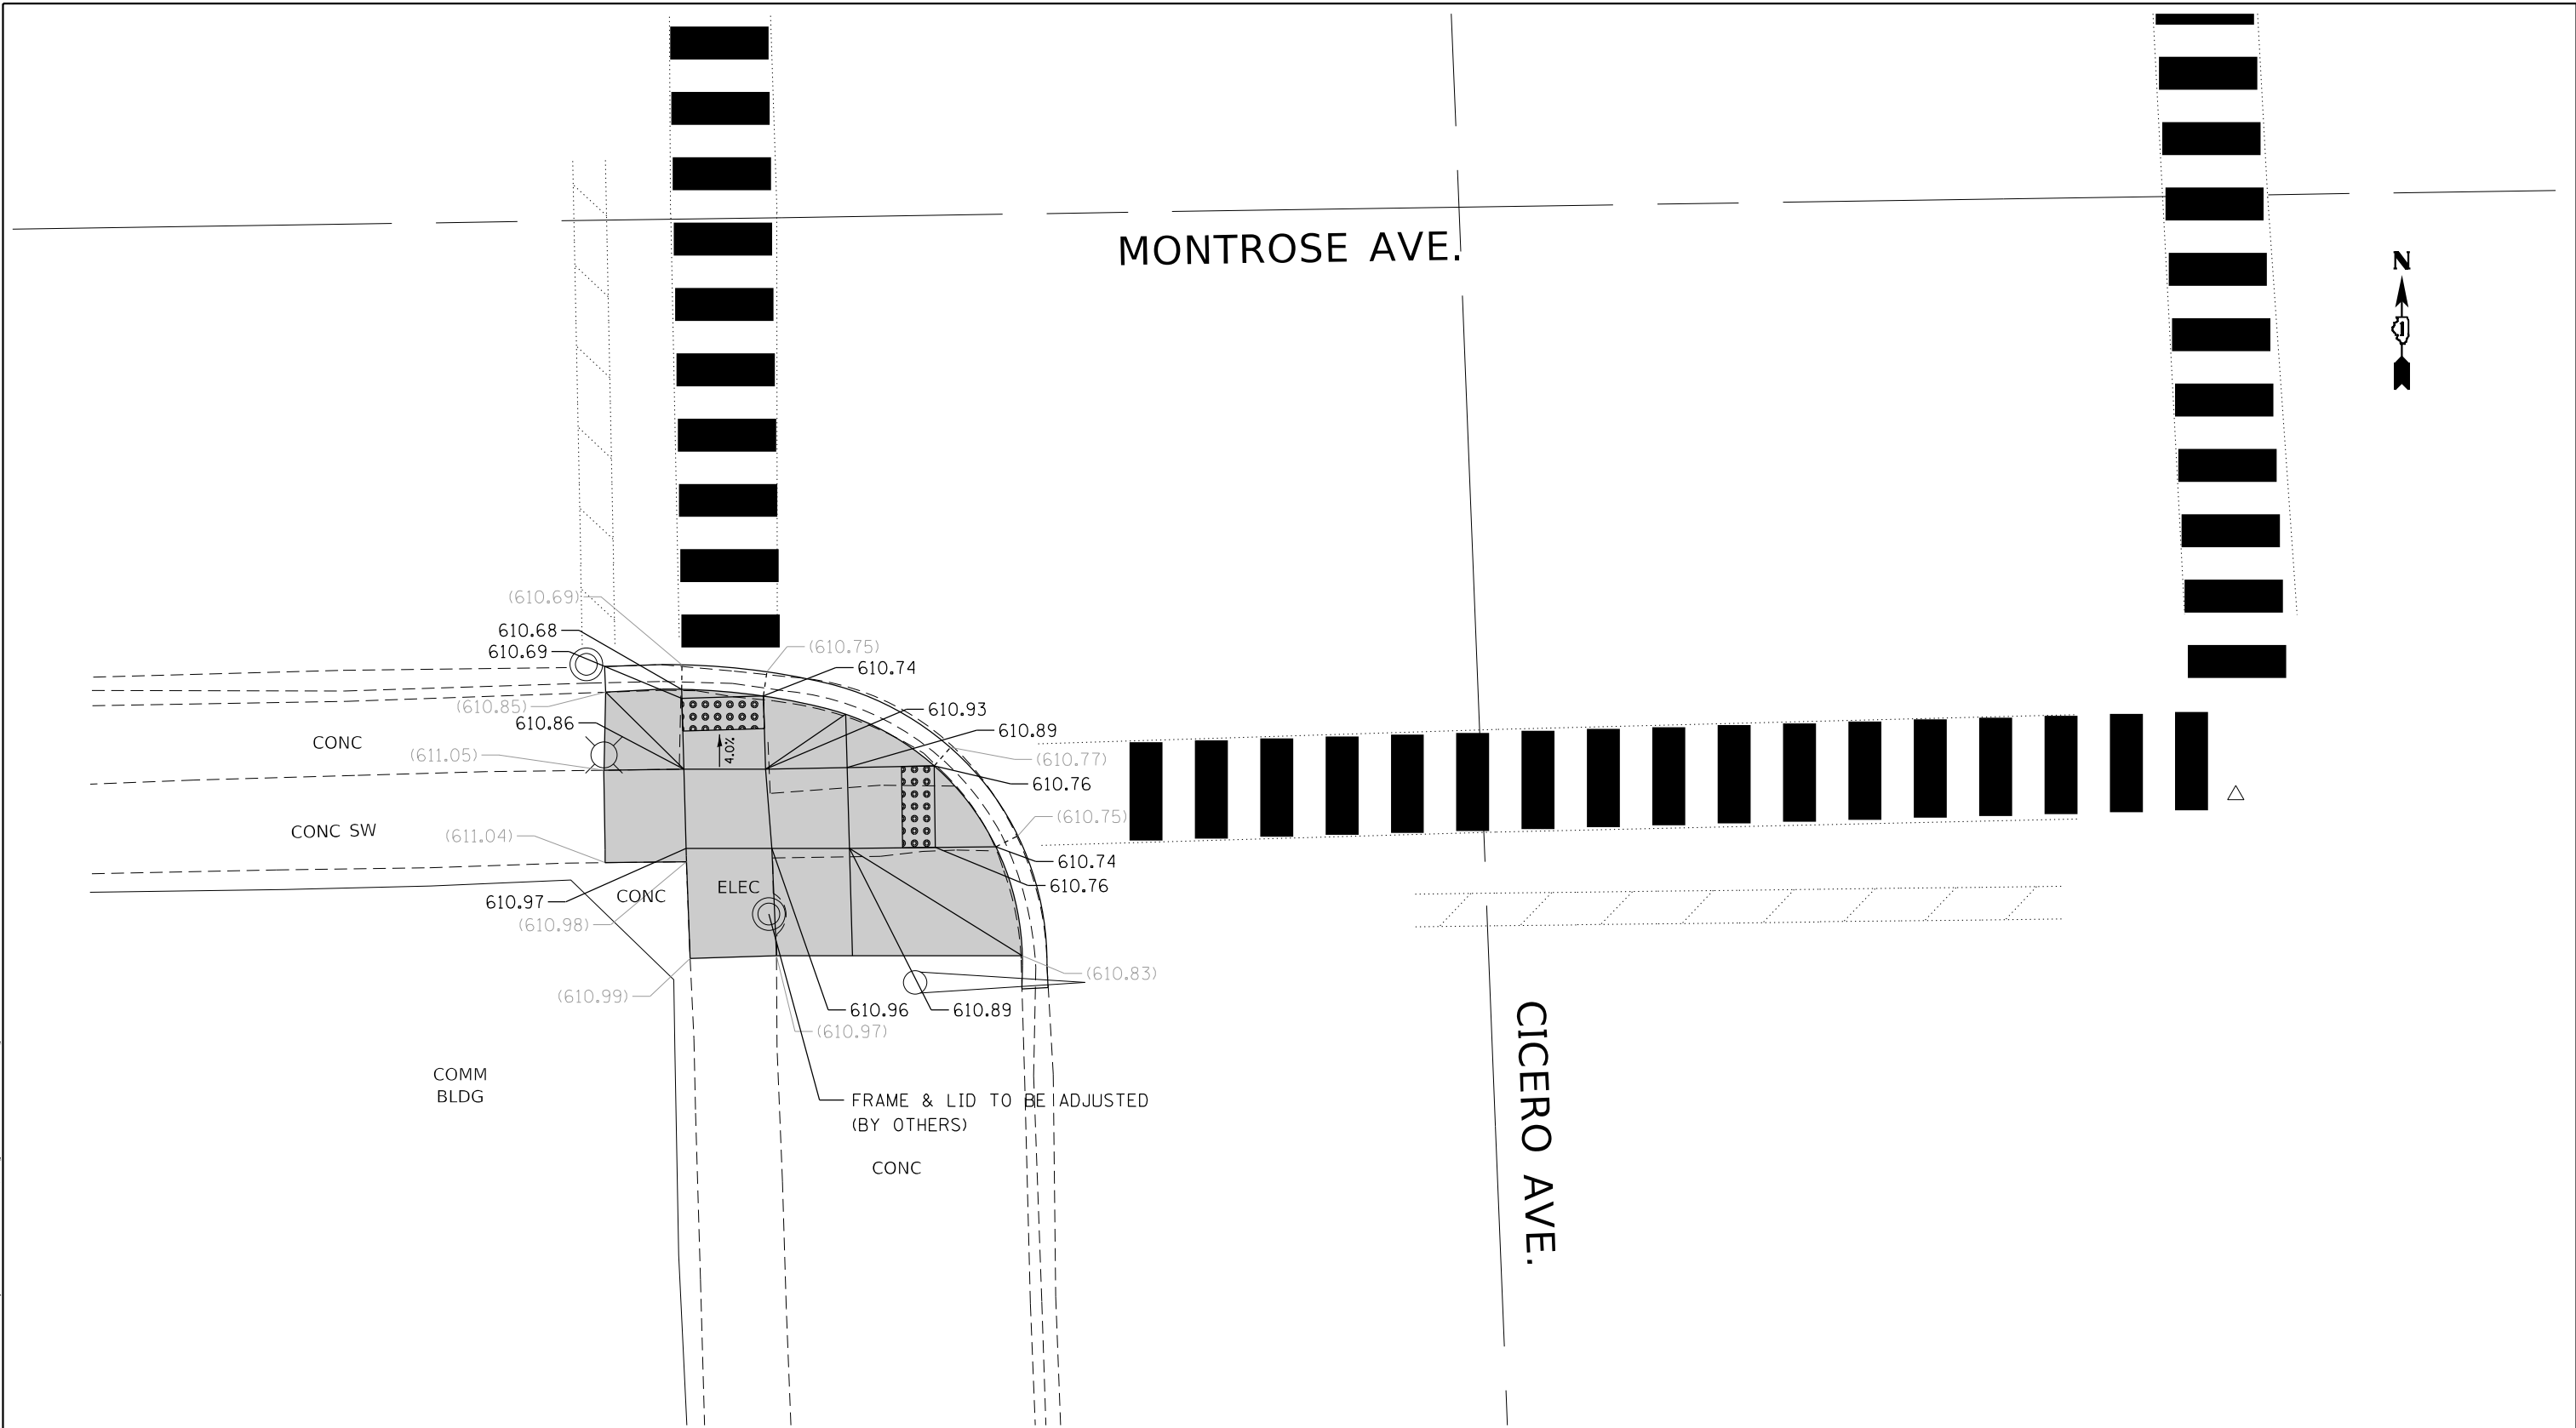 MONTROSE AVE.
N
(610.69)
610.68
610.69
(610.75)
610.74
(610.85)
610.86
610.93
610.89
CONC
(611.05)
4.0%
(610.77)
610.76
(610.75)
CONC SW
(611.04)
610.74
610.76
ELEC
CONC
610.97
(610.98)
(610.83)
(610.99)
610.96
610.89
(610.97)
CICERO AVE.
COMM
BLDG
FRAME & LID TO BE ADJUSTED
(BY OTHERS)
CONC